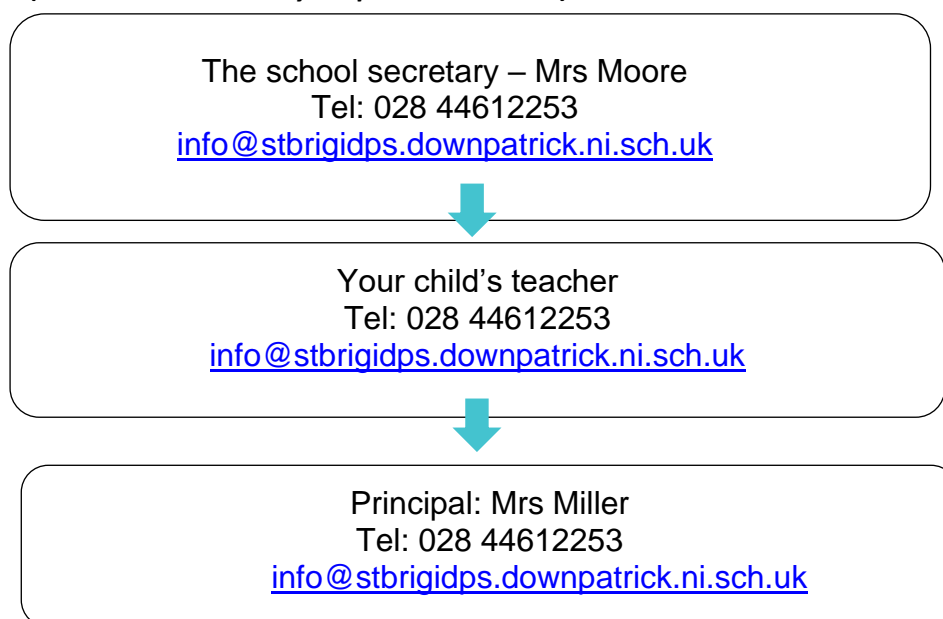 The school secretary – Mrs Moore
Tel: 028 44612253
info@stbrigidps.downpatrick.ni.sch.uk
Your child’s teacher
Tel: 028 44612253
info@stbrigidps.downpatrick.ni.sch.uk
Principal: Mrs Miller
Tel: 028 44612253
info@stbrigidps.downpatrick.ni.sch.uk